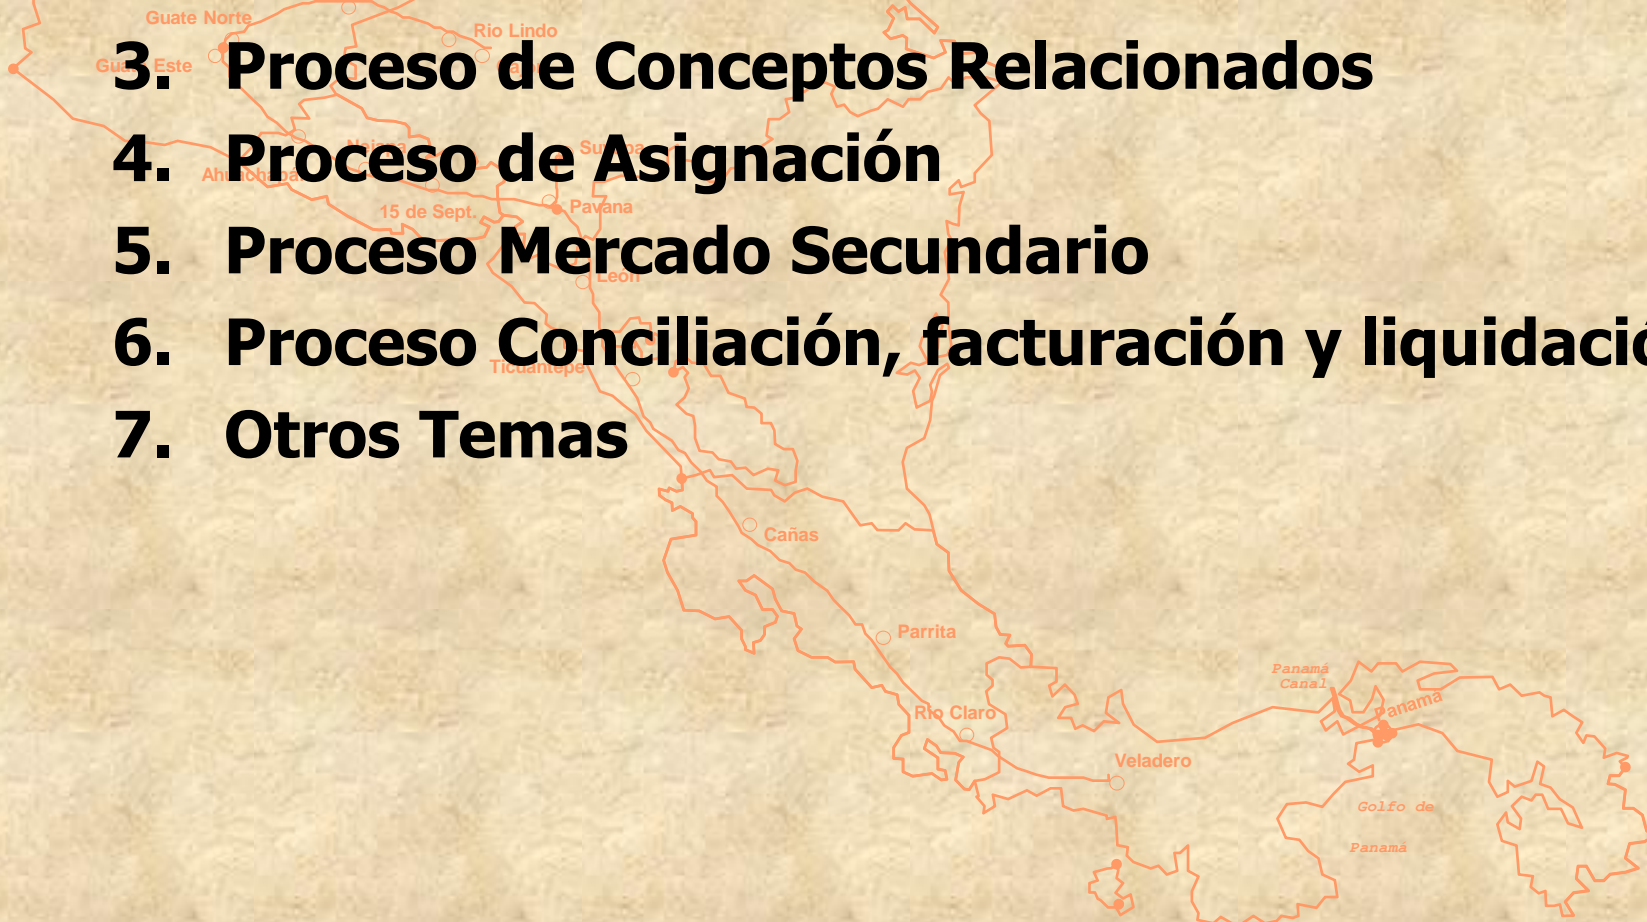 Guate Norte
Rio Lindo
3. Proceso de Conceptos Relacionados
Este
4. Proceso de Asignación
15 de Sept.
Pavana
5. Proceso Mercado Secundario
León
6. Proceso Conciliación, facturación y liquidació
Ticuantepe
7. Otros Temas
Cañas
Parrita
Panamá
Canal
Panama
Río Claro
Veladero
Golfo de
Panamá